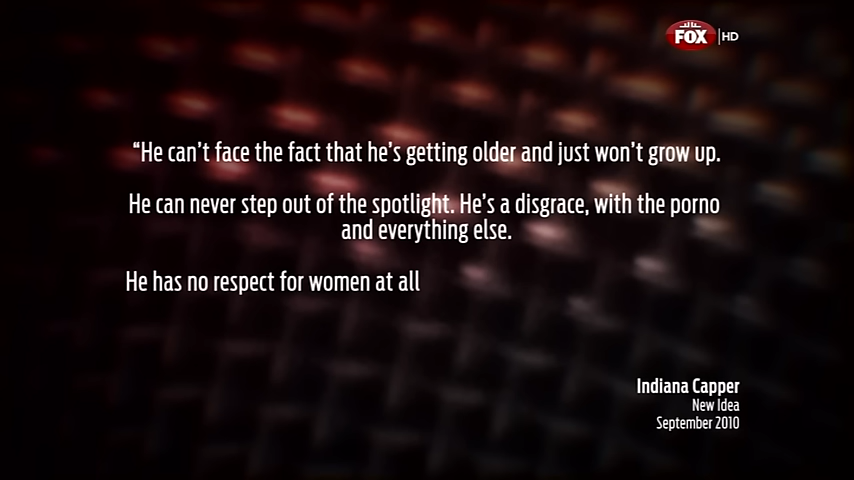 FOX HD
“He can’t face the fact that he’s getting older and just won’t grow up.
He can never step out of the spotlight. He’s a disgrace, with the porno
and everything else.
He has no respect for women at all
Indiana Capper
New Idea
September 2010